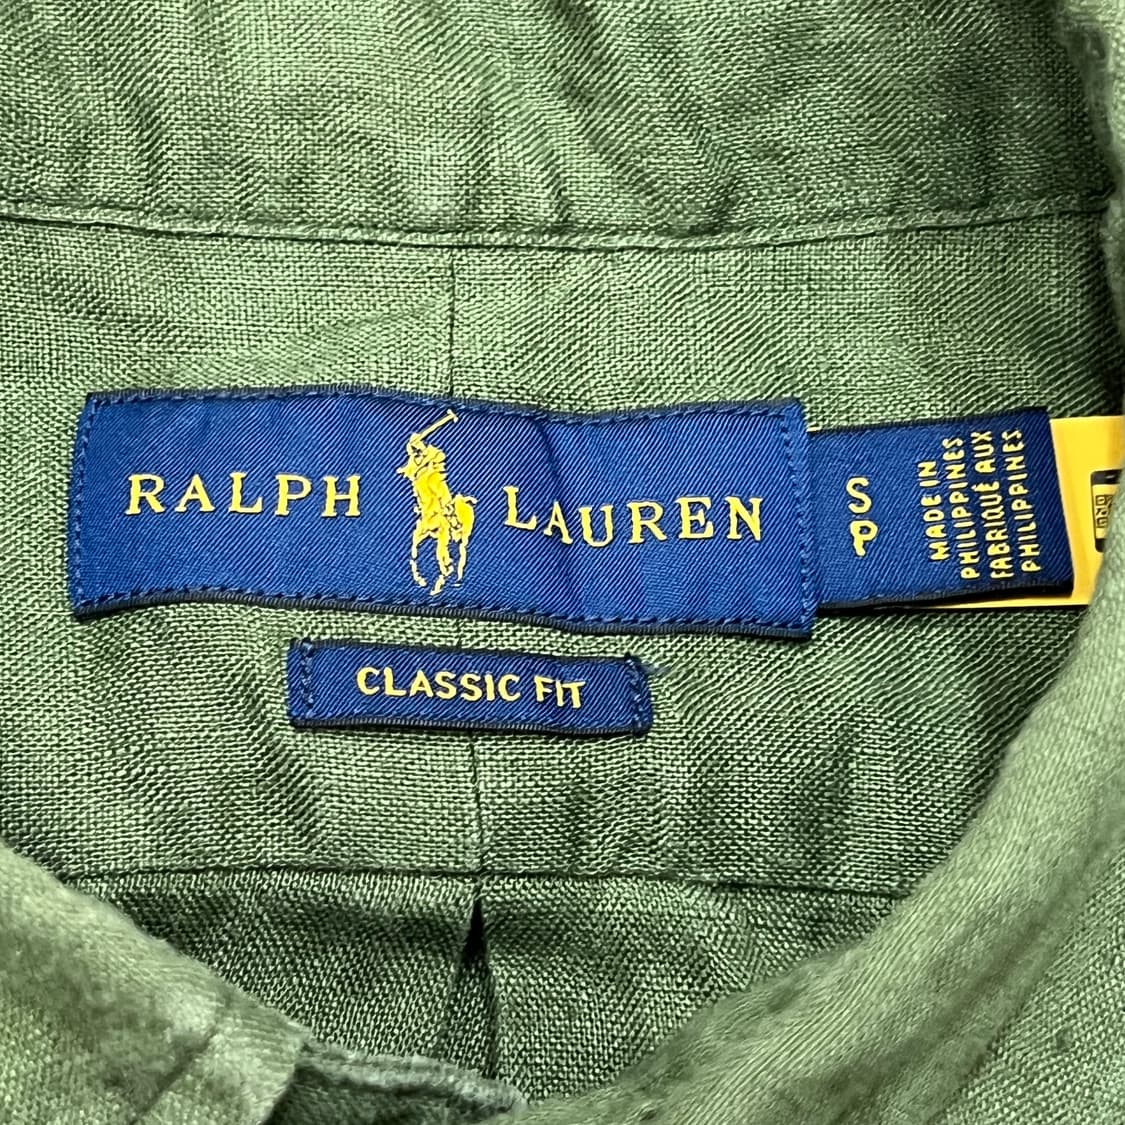 RALPH LAUREN
S
P
MADE IN
PHILIPPINES
FABRIQUÉ AUX
PHILIPPINES
CLASSIC FIT